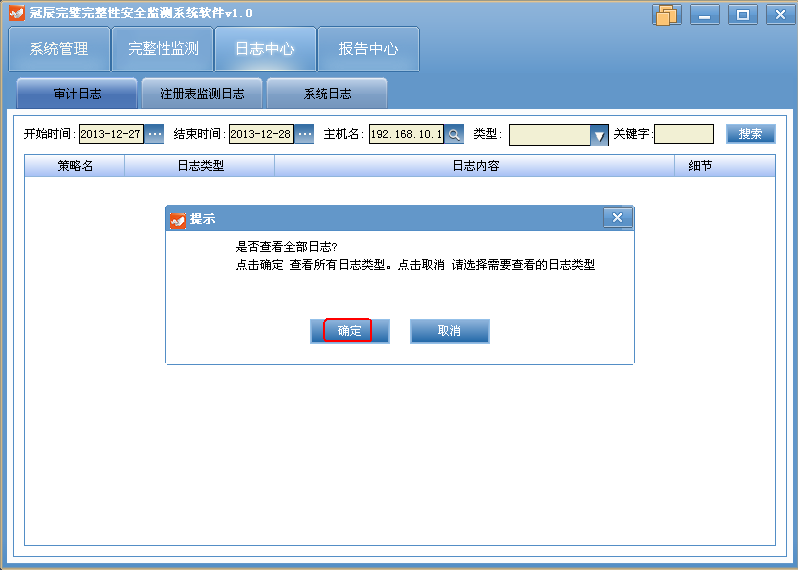 冠辰完璧完整性安全监测系统软件v1.0
系统管理 完整性监测 日志中心 报告中心
审计日志 注册表监测日志 系统日志
开始时间: 2013-12-27 ... 结束时间: 2013-12-28 ... 主机名: 192.168.10.1 类型: 关键字: 搜索
策略名 日志类型 日志内容 细节
提示
是否查看全部日志?
点击确定 查看所有日志类型。点击取消 请选择需要查看的日志类型
确定 取消